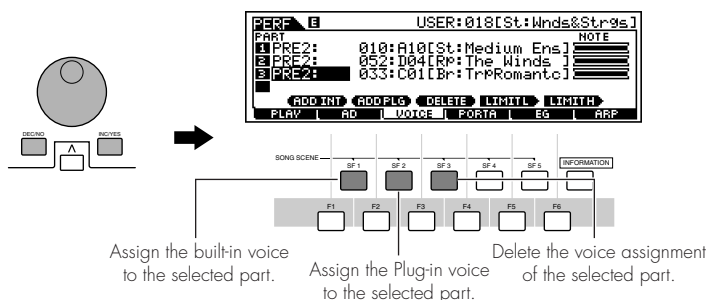 PERF E USER:018[St:Wnds&Strgs]
PART NOTE
1 PRE2: 010:A10[St:Medium Ens]
2 PRE2: 052:D04[Rp:The Winds ]
3 PRE2: 033:C01[Br:TrpRomantc]
ADD INT ADD PLG DELETE LIMITL LIMITH
PLAY AD VOICE PORTA EG ARP
DEC/NO INC/YES
SONG SCENE SF 1 SF 2 SF 3 SF 4 SF 5 INFORMATION
F1 F2 F3 F4 F5 F6
Assign the built-in voice
to the selected part.
Assign the Plug-in voice
to the selected part.
Delete the voice assignment
of the selected part.